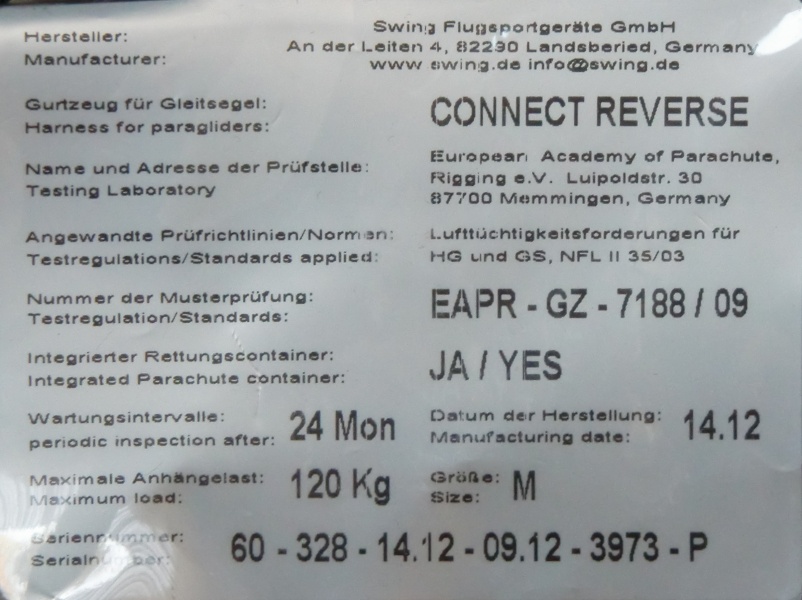 Hersteller:
Manufacturer:
Swing Flugsportgeräte GmbH
An der Leiten 4, 82290 Landsberied, Germany
www swing.de info@swing.de
Gurtzeug für Gleitsegel:
Harness for paragliders:
CONNECT REVERSE
Name und Adresse der Prüfstelle:
Testing Laboratory
European Academy of Parachute,
Rigging e.V. Luipoldstr. 30
87700 Memmingen, Germany
Angewandte Prüfrichtlinien/Normen:
Testregulations/Standards applied:
Lufttüchtigkeitsforderungen für
HG und GS, NFL II 35/03
Nummer der Musterprüfung:
Testregulation/Standards:
EAPR - GZ - 7188 / 09
Integrierter Rettungscontainer:
Integrated Parachute container:
JA / YES
Wartungsintervalle:
periodic inspection after:
24 Mon
Datum der Herstellung:
Manufacturing date:
14.12
Maximale Anhängelast:
Maximum load:
120 Kg
Größe:
Size:
M
Seriennummer:
Serialnumber:
60 - 328 - 14.12 - 09.12 - 3973 - P